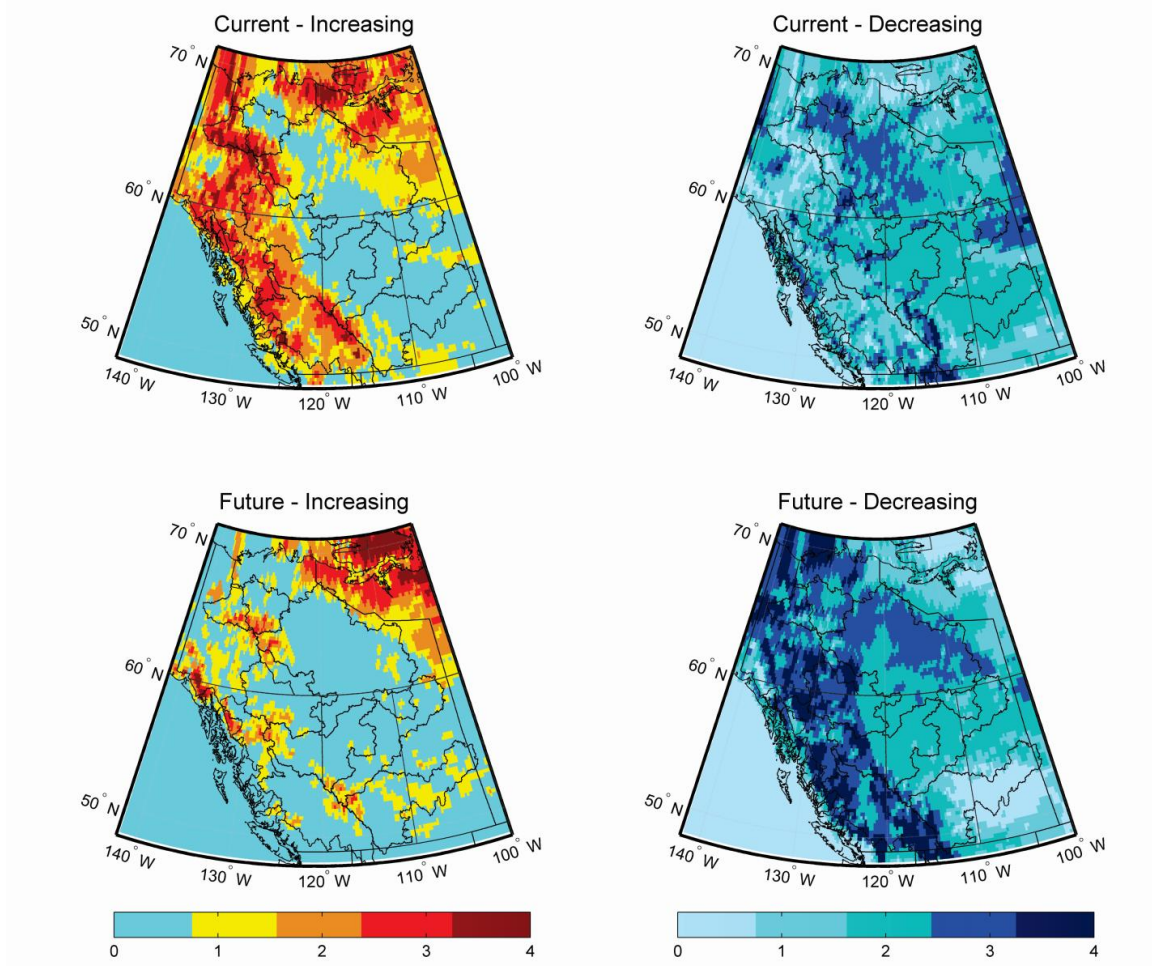 Current - Increasing
Current - Decreasing
70° N
60° N
50° N
140° W
130° W
120° W
110° W
100° W
70° N
60° N
50° N
140° W
130° W
120° W
110° W
100° W
Future - Increasing
Future - Decreasing
70° N
60° N
50° N
140° W
130° W
120° W
110° W
100° W
70° N
60° N
50° N
140° W
130° W
120° W
110° W
100° W
0 1 2 3 4
0 1 2 3 4